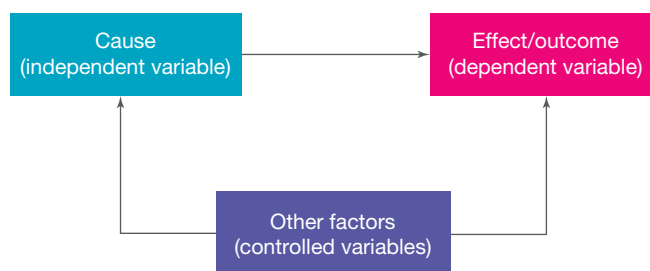 Cause
(independent variable)
Effect/outcome
(dependent variable)
Other factors
(controlled variables)